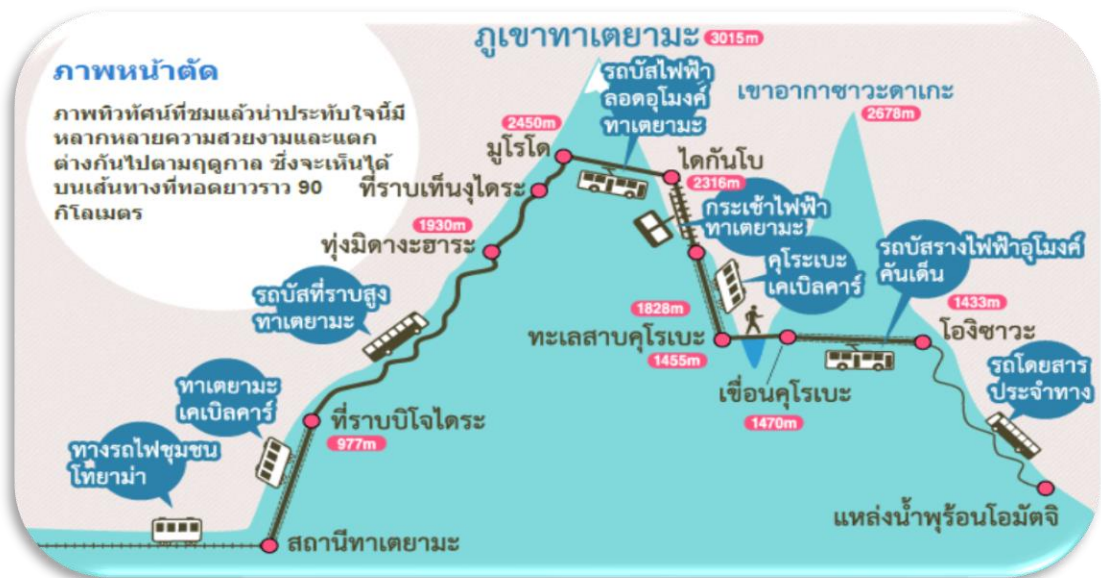 ภูเขาทาเตยามะ 3015m
ภาพหน้าตัด
ภาพทิวทัศน์ที่ชมแล้วน่าประทับใจนี้มี
หลากหลายความสวยงามและแตก
ต่างกันไปตามฤดูกาล ซึ่งจะเห็นได้
บนเส้นทางที่ทอดยาวราว 90
กิโลเมตร
รถบัสไฟฟ้า
ลอดอุโมงค์
ทาเตยามะ
เขาอากาซาวะดาเกะ
2678m
2450m
มูโรโด
ไดกันโบ
2316m
ที่ราบเท็นงุไดระ
กระเช้าไฟฟ้า
ทาเตยามะ
1930m
ทุ่งมิดางะฮาระ
คุโระเบะ
เคเบิลคาร์
รถบัสรางไฟฟ้าอุโมงค์
คันเด็น
รถบัสที่ราบสูง
ทาเตยามะ
1828m
ทะเลสาบคุโรเบะ
1455m
1433m
โอกิซาวะ
รถโดยสาร
ประจำทาง
ทาเตยามะ
เคเบิลคาร์
เขื่อนคุโรเบะ
1470m
ที่ราบบิโจไดระ
977m
ทางรถไฟชุมชน
โทยาม่า
แหล่งน้ำพุร้อนโอมัตจิ
สถานีทาเตยามะ